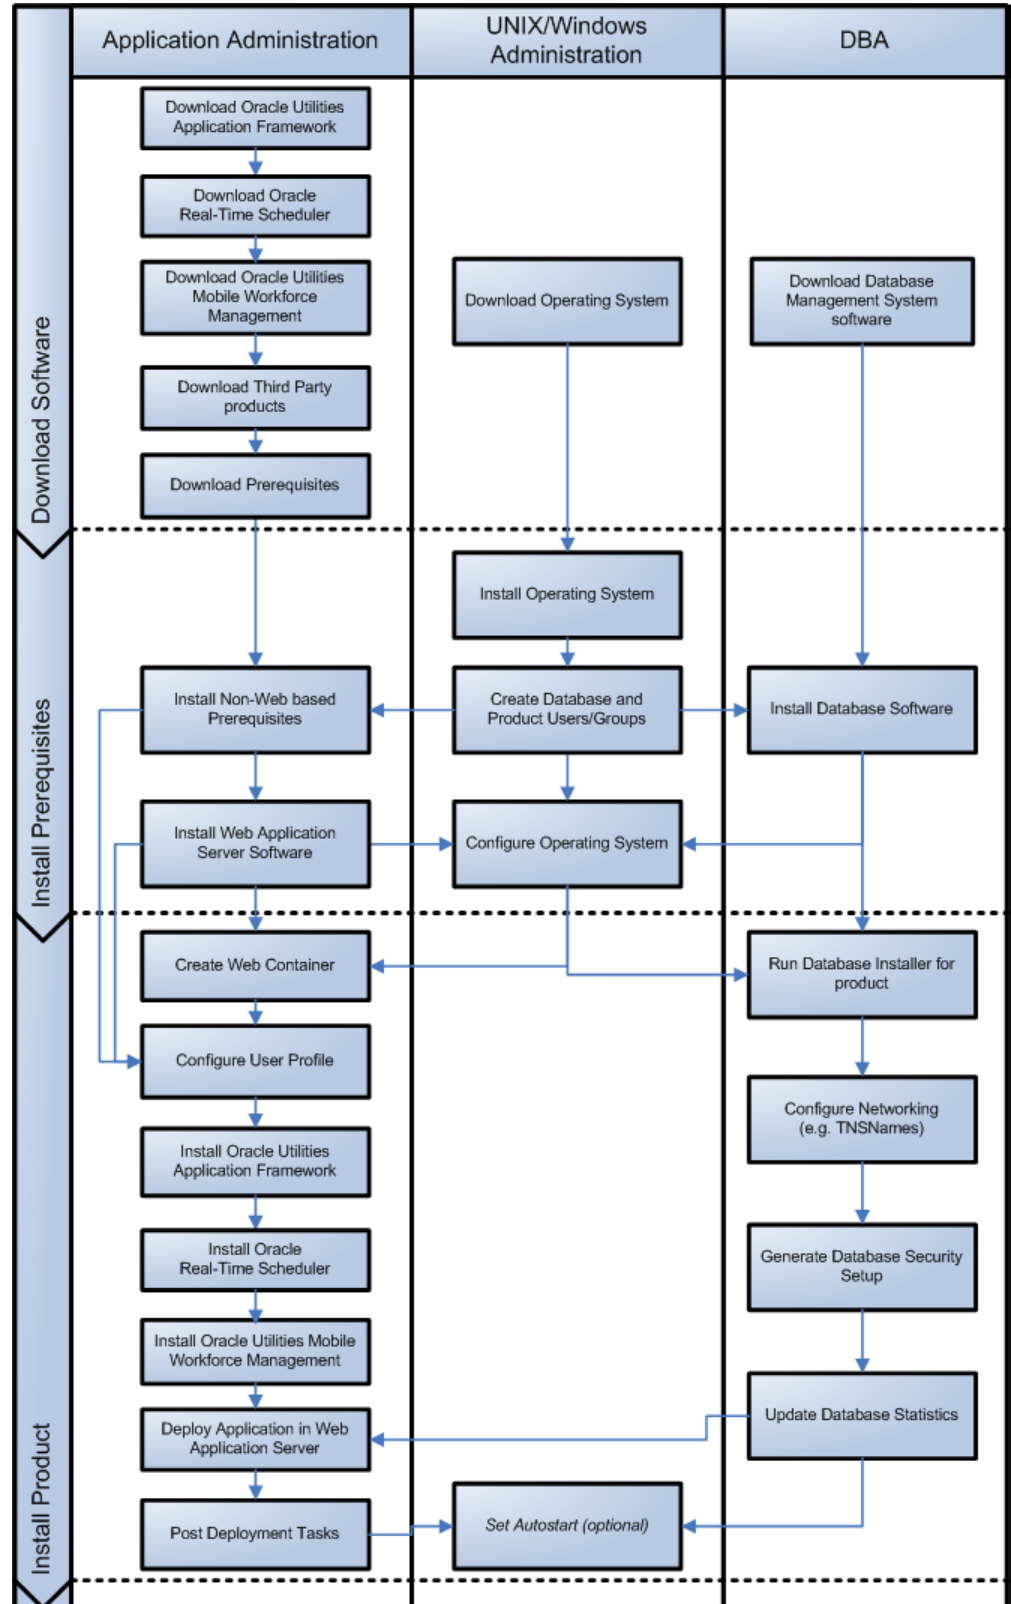 Application Administration
UNIX/Windows
Administration
DBA
Download Software
Download Oracle Utilities
Application Framework
Download Oracle
Real-Time Scheduler
Download Oracle Utilities
Mobile Workforce
Management
Download Third Party
products
Download Prerequisites
Download Operating System
Download Database
Management System
software
Install Prerequisites
Install Operating System
Install Non-Web based
Prerequisites
Create Database and
Product Users/Groups
Install Database Software
Install Web Application
Server Software
Configure Operating System
Install Product
Create Web Container
Run Database Installer for
product
Configure User Profile
Configure Networking
(e.g. TNSNames)
Install Oracle Utilities
Application Framework
Install Oracle
Real-Time Scheduler
Generate Database Security
Setup
Install Oracle Utilities Mobile
Workforce Management
Deploy Application in Web
Application Server
Update Database Statistics
Post Deployment Tasks
Set Autostart (optional)